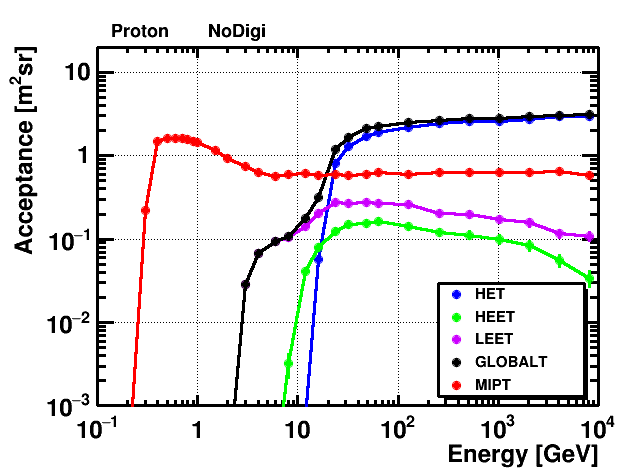 Proton NoDigi
Acceptance [m²sr]
10
1
10⁻¹
10⁻²
10⁻³
HET
HEET
LEET
GLOBALT
MIPT
10⁻¹ 1 10 10² 10³ 10⁴
Energy [GeV]